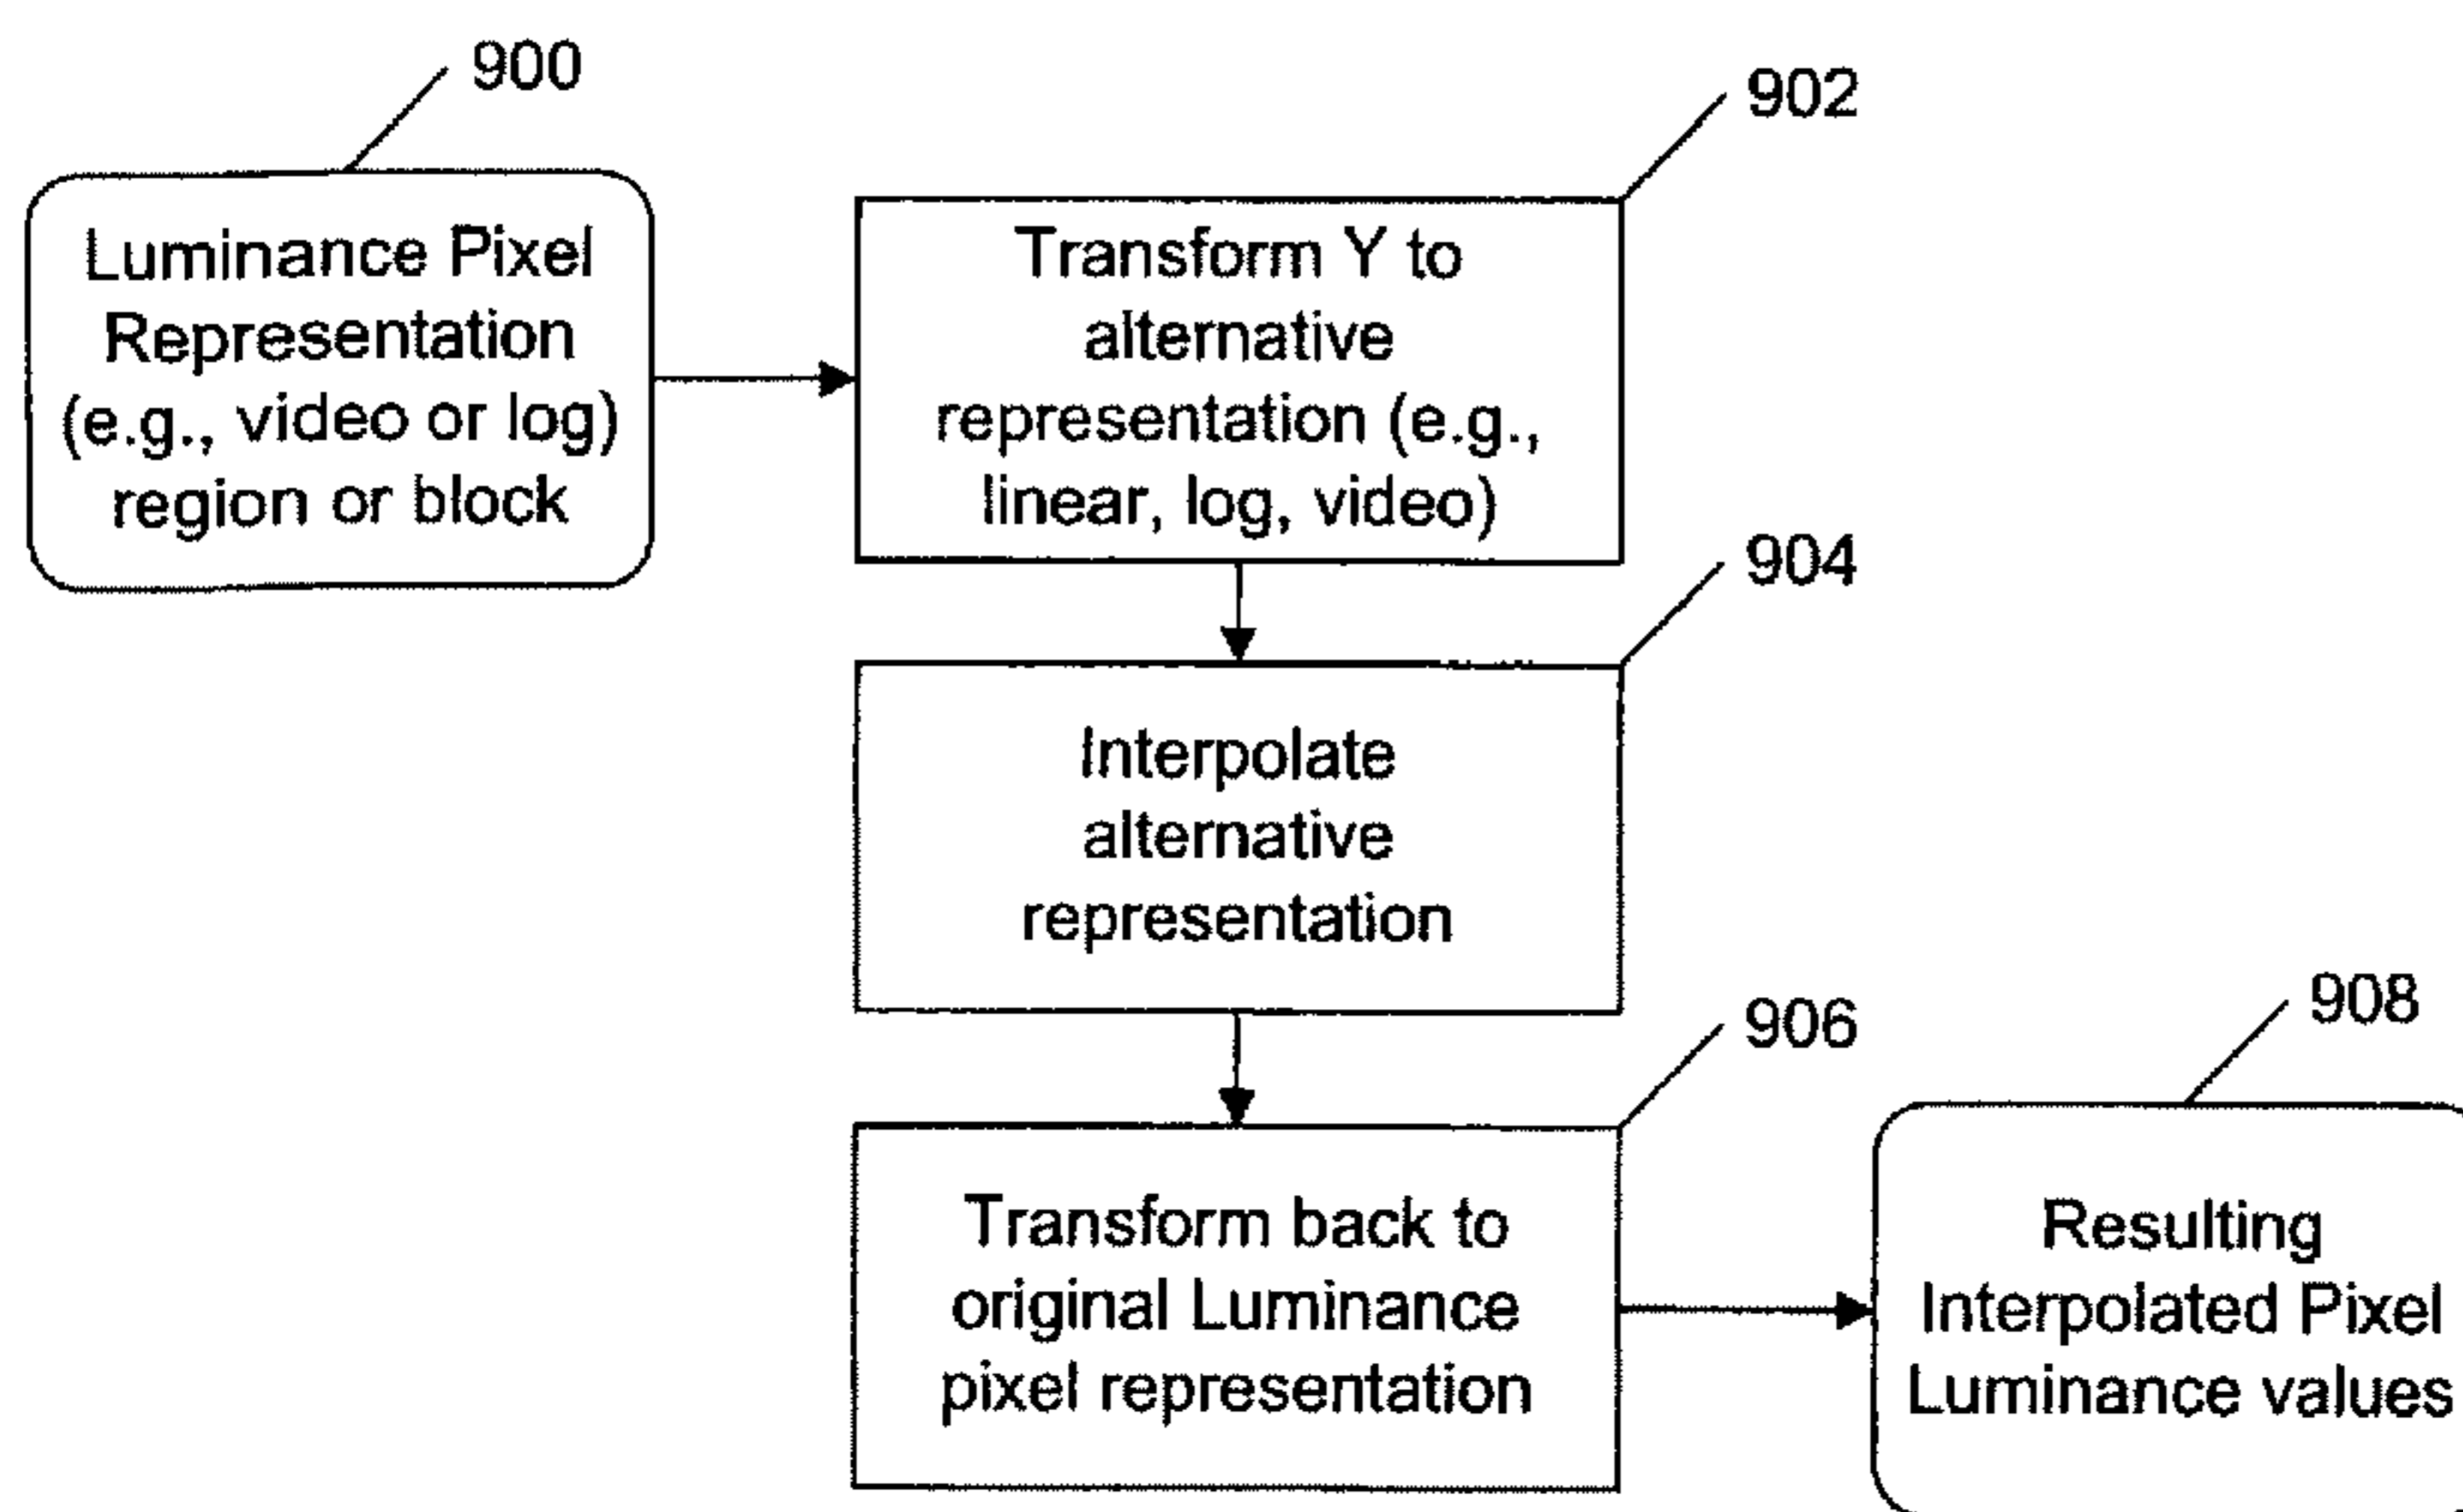 900
Luminance Pixel
Representation
(e.g., video or log)
region or block
902
Transform Y to
alternative
representation (e.g.,
linear, log, video)
904
Interpolate
alternative
representation
906
Transform back to
original Luminance
pixel representation
908
Resulting
Interpolated Pixel
Luminance values